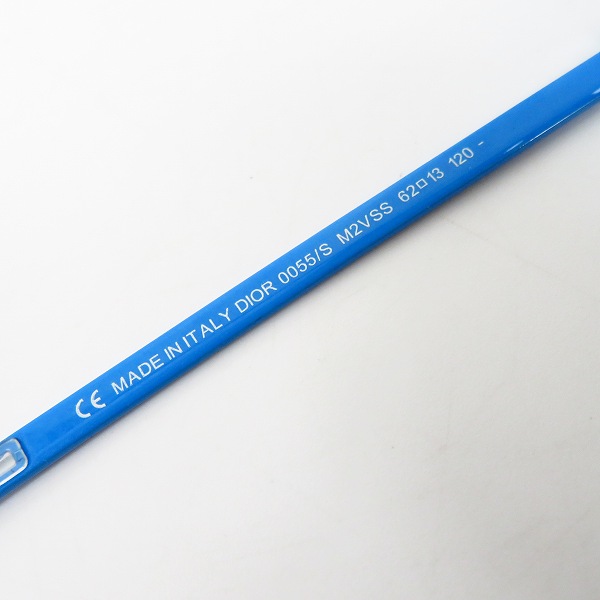 CE MADE IN ITALY DIOR 0055/S M2VSS 62□13 120 -